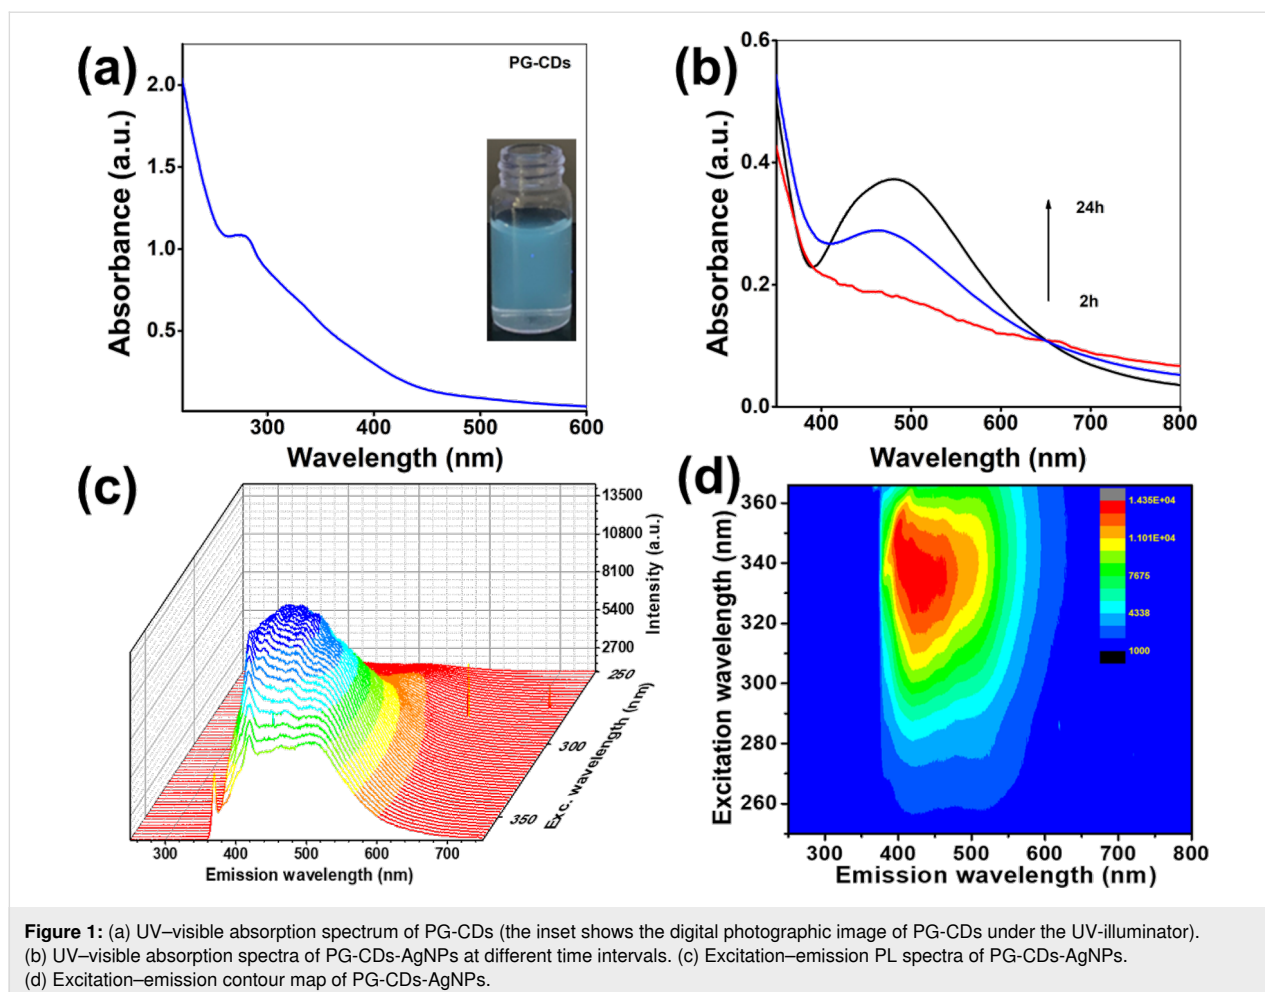 (a)
PG-CDs
2.0
1.5
1.0
0.5
Absorbance (a.u.)
300 400 500 600
Wavelength (nm)
(b)
0.6
0.4
0.2
0.0
Absorbance (a.u.)
24h
2h
400 500 600 700 800
Wavelength (nm)
(c)
13500
10800
8100
5400
2700
Intensity (a.u.)
250
300
350
Exc. wavelength (nm)
300 400 500 600 700
Emission wavelength (nm)
(d)
360
340
320
300
280
260
Excitation wavelength (nm)
1.435E+04
1.101E+04
7675
4338
1000
300 400 500 600 700 800
Emission wavelength (nm)
Figure 1: (a) UV–visible absorption spectrum of PG-CDs (the inset shows the digital photographic image of PG-CDs under the UV-illuminator).
(b) UV–visible absorption spectra of PG-CDs-AgNPs at different time intervals. (c) Excitation–emission PL spectra of PG-CDs-AgNPs.
(d) Excitation–emission contour map of PG-CDs-AgNPs.